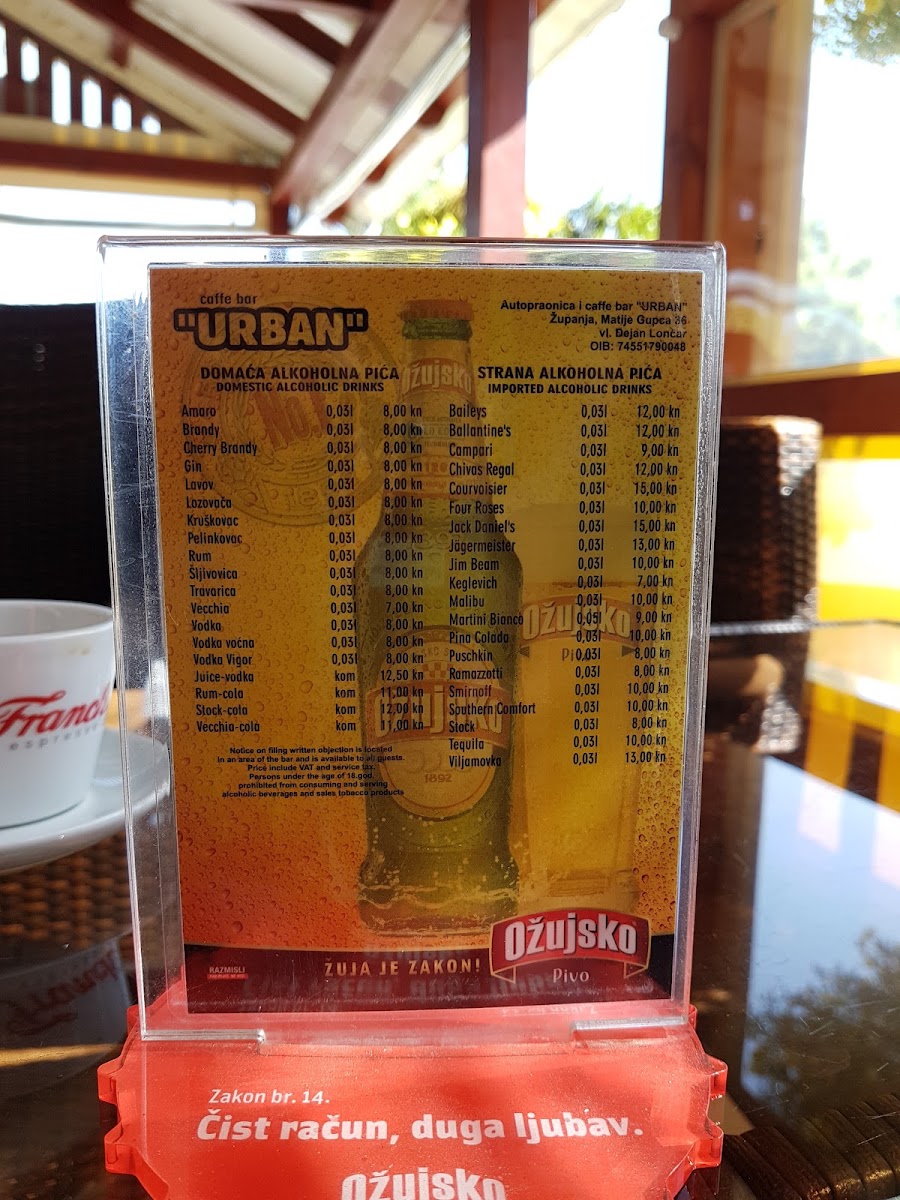 caffe bar
"URBAN"
Autopraonica i caffe bar "URBAN"
Županja, Matije Gupca 36
vl. Dejan Lončar
OIB: 74551790048
DOMAĆA ALKOHOLNA PIĆA
DOMESTIC ALCOHOLIC DRINKS
Amaro 0,03l 8,00 kn
Brandy 0,03l 8,00 kn
Cherry Brandy 0,03l 8,00 kn
Gin 0,03l 8,00 kn
Lavov 0,03l 8,00 kn
Lozovača 0,03l 8,00 kn
Kruškovac 0,03l 8,00 kn
Pelinkovac 0,03l 8,00 kn
Rum 0,03l 8,00 kn
Šljivovica 0,03l 8,00 kn
Travarica 0,03l 8,00 kn
Vecchia 0,03l 7,00 kn
Vodka 0,03l 8,00 kn
Vodka voćna 0,03l 8,00 kn
Vodka Vigor 0,03l 8,00 kn
Juice-vodka kom 12,50 kn
Rum-cola kom 11,00 kn
Stock-cola kom 12,00 kn
Vecchia-cola kom 11,00 kn
Notice on filing written objection is located
in an area of the bar and is available to all guests.
Price include VAT and service tax.
Persons under the age of 18.god.
prohibited from consuming and serving
alcoholic beverages and sales tobacco products
STRANA ALKOHOLNA PIĆA
IMPORTED ALCOHOLIC DRINKS
Baileys 0,03l 12,00 kn
Ballantine's 0,03l 12,00 kn
Campari 0,03l 9,00 kn
Chivas Regal 0,03l 12,00 kn
Courvoisier 0,03l 15,00 kn
Four Roses 0,03l 10,00 kn
Jack Daniel's 0,03l 15,00 kn
Jägermeister 0,03l 13,00 kn
Jim Beam 0,03l 10,00 kn
Keglevich 0,03l 7,00 kn
Malibu 0,03l 10,00 kn
Martini Bianco 0,05l 9,00 kn
Pina Colada 0,03l 10,00 kn
Puschkin 0,03l 8,00 kn
Ramazzotti 0,03l 8,00 kn
Smirnoff 0,03l 10,00 kn
Southern Comfort 0,03l 10,00 kn
Stock 0,03l 8,00 kn
Tequila 0,03l 10,00 kn
Viljamovka 0,03l 13,00 kn
Ožujsko
Ožujsko
1892
RAZMISLI
ŽUJA JE ZAKON!
Ožujsko
Pivo
Franck
espresso
Zakon br. 14.
Čist račun, duga ljubav.
Ožujsko